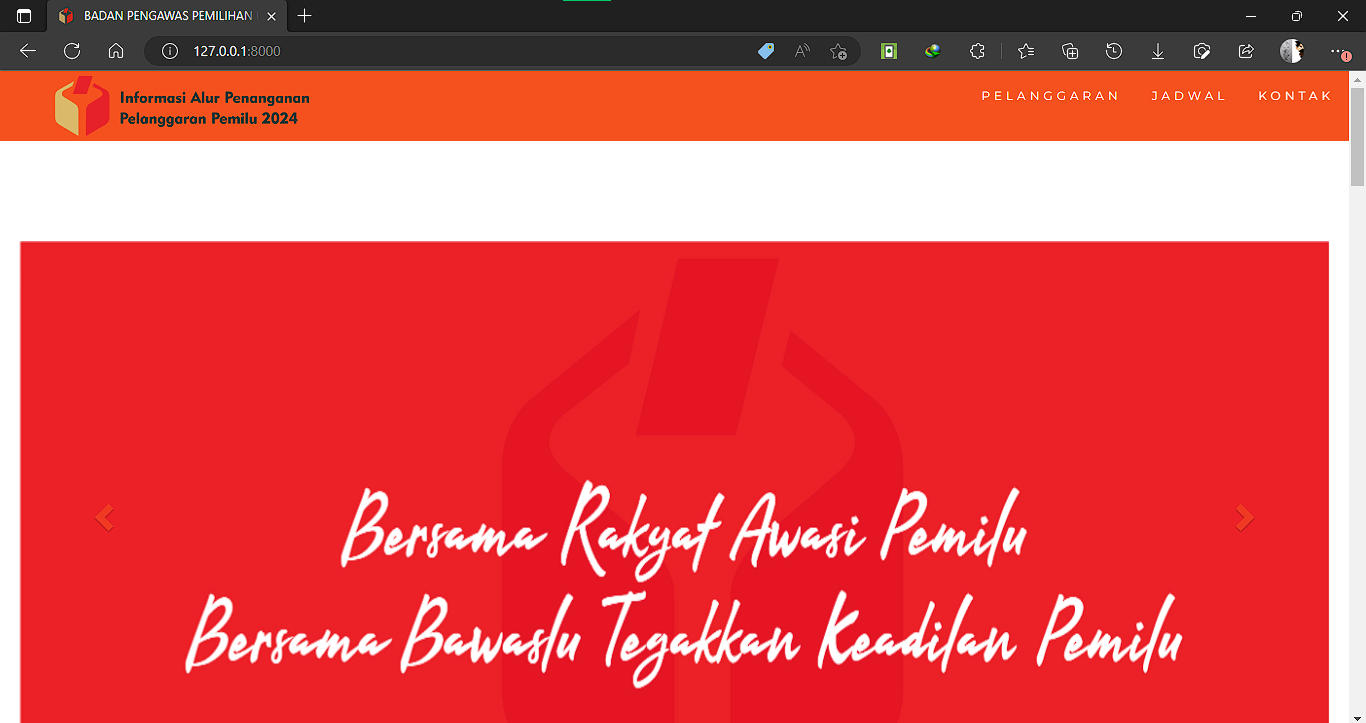 BADAN PENGAWAS PEMILIHAN
127.0.0.1:8000
Informasi Alur Penanganan
Pelanggaran Pemilu 2024
PELANGGARAN JADWAL KONTAK
Bersama Rakyat Awasi Pemilu
Bersama Bawaslu Tegakkan Keadilan Pemilu